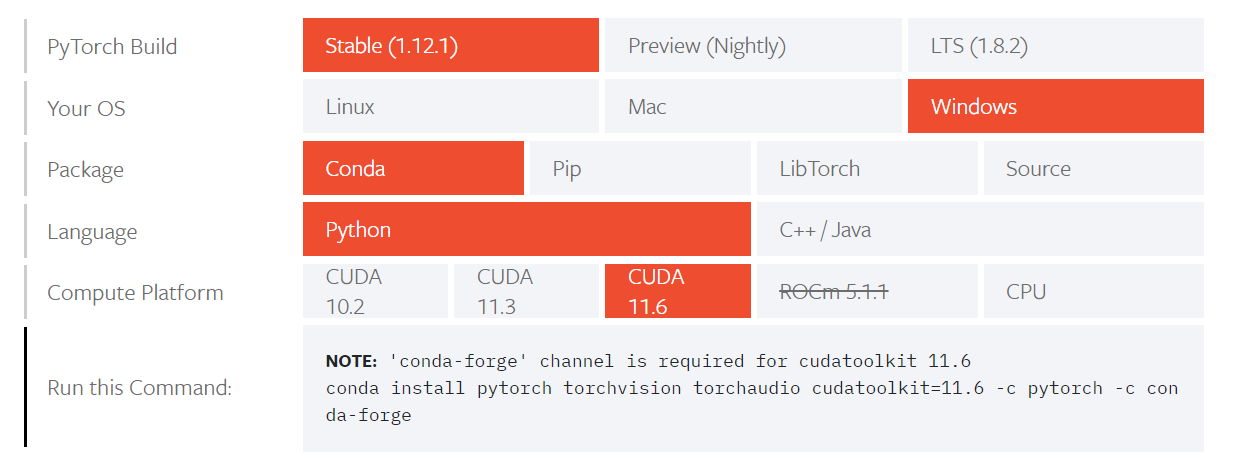 PyTorch Build
Stable (1.12.1)
Preview (Nightly)
LTS (1.8.2)
Your OS
Linux
Mac
Windows
Package
Conda
Pip
LibTorch
Source
Language
Python
C++ / Java
Compute Platform
CUDA
10.2
CUDA
11.3
CUDA
11.6
ROCm 5.1.1
CPU
Run this Command:
NOTE: 'conda-forge' channel is required for cudatoolkit 11.6
conda install pytorch torchvision torchaudio cudatoolkit=11.6 -c pytorch -c con
da-forge